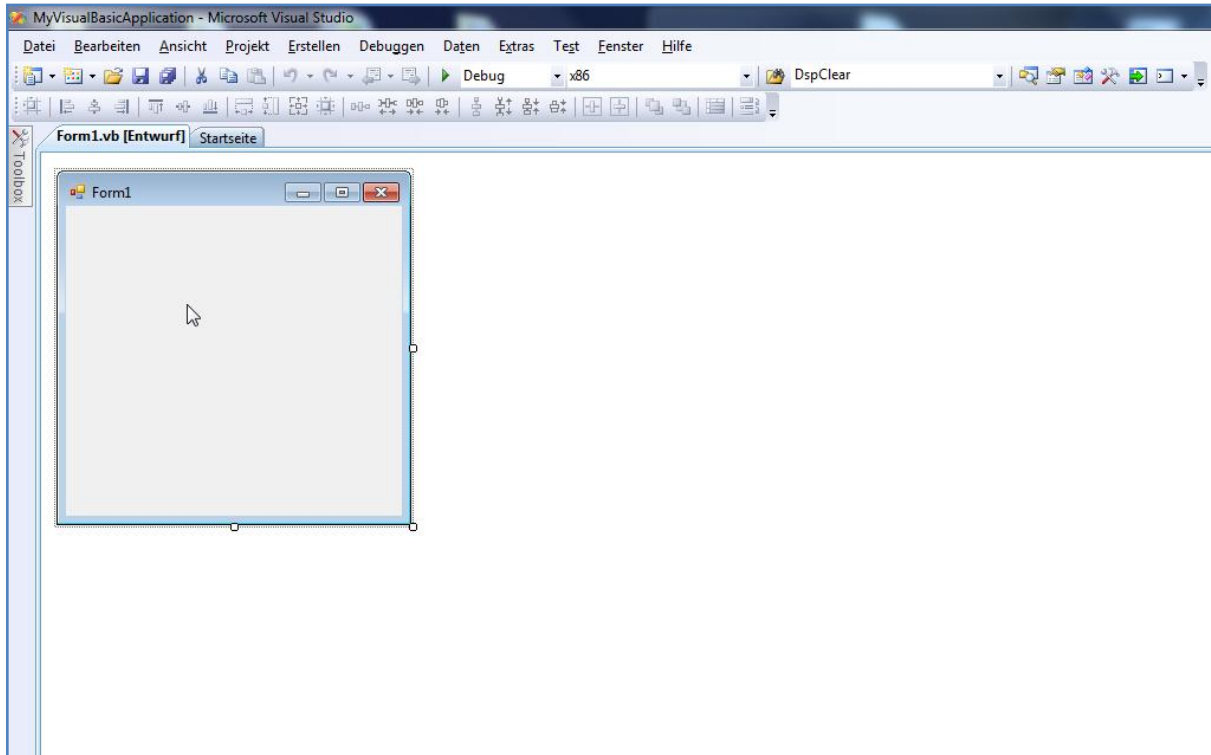 MyVisualBasicApplication - Microsoft Visual Studio
Datei Bearbeiten Ansicht Projekt Erstellen Debuggen Daten Extras Test Fenster Hilfe
Debug x86 DspClear
Form1.vb [Entwurf] Startseite
Toolbox
Form1